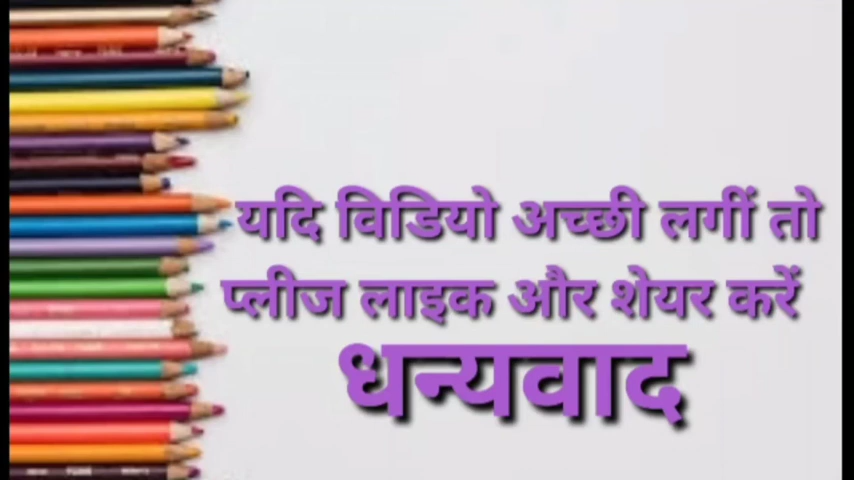 यदि विडियो अच्छी लगीं तो
प्लीज लाइक और शेयर करें
धन्यवाद